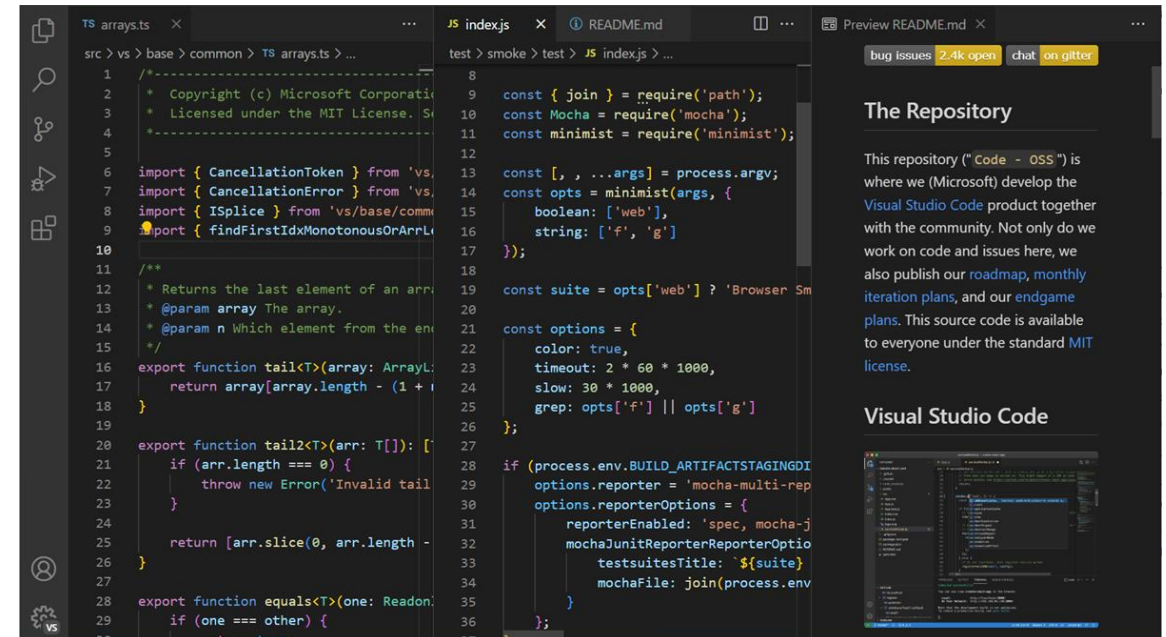 TS arrays.ts
src > vs > base > common > TS arrays.ts > ...
1 /*-----------------------------------
2 * Copyright (c) Microsoft Corporatic
3 * Licensed under the MIT License. Se
4 *-----------------------------------
5
6 import { CancellationToken } from 'vs,
7 import { CancellationError } from 'vs,
8 import { ISplice } from 'vs/base/commo
9 import { findFirstIdxMonotonousOrArrLe
10
11 /**
12 * Returns the last element of an arra
13 * @param array The array.
14 * @param n Which element from the end
15 */
16 export function tail<T>(array: ArrayLi
17 return array[array.length - (1 + n
18 }
19
20 export function tail2<T>(arr: T[]): [T
21 if (arr.length === 0) {
22 throw new Error('Invalid tail
23 }
24
25 return [arr.slice(0, arr.length -
26 }
27
28 export function equals<T>(one: Readon
29 if (one === other) {
VS
JS index.js
README.md
test > smoke > test > JS index.js > ...
8
9 const { join } = require('path');
10 const Mocha = require('mocha');
11 const minimist = require('minimist');
12
13 const [, , ...args] = process.argv;
14 const opts = minimist(args, {
15 boolean: ['web'],
16 string: ['f', 'g']
17 });
18
19 const suite = opts['web'] ? 'Browser Sm
20
21 const options = {
22 color: true,
23 timeout: 2 * 60 * 1000,
24 slow: 30 * 1000,
25 grep: opts['f'] || opts['g']
26 };
27
28 if (process.env.BUILD_ARTIFACTSTAGINGDI
29 options.reporter = 'mocha-multi-rep
30 options.reporterOptions = {
31 reporterEnabled: 'spec, mocha-j
32 mochaJunitReporterReporterOptio
33 testsuitesTitle: `${suite}
34 mochaFile: join(process.env
35 }
36 };
Preview README.md
bug issues 2.4k open chat on gitter
The Repository
This repository ("Code - OSS") is
where we (Microsoft) develop the
Visual Studio Code product together
with the community. Not only do we
work on code and issues here, we
also publish our roadmap, monthly
iteration plans, and our endgame
plans. This source code is available
to everyone under the standard MIT
license.
Visual Studio Code